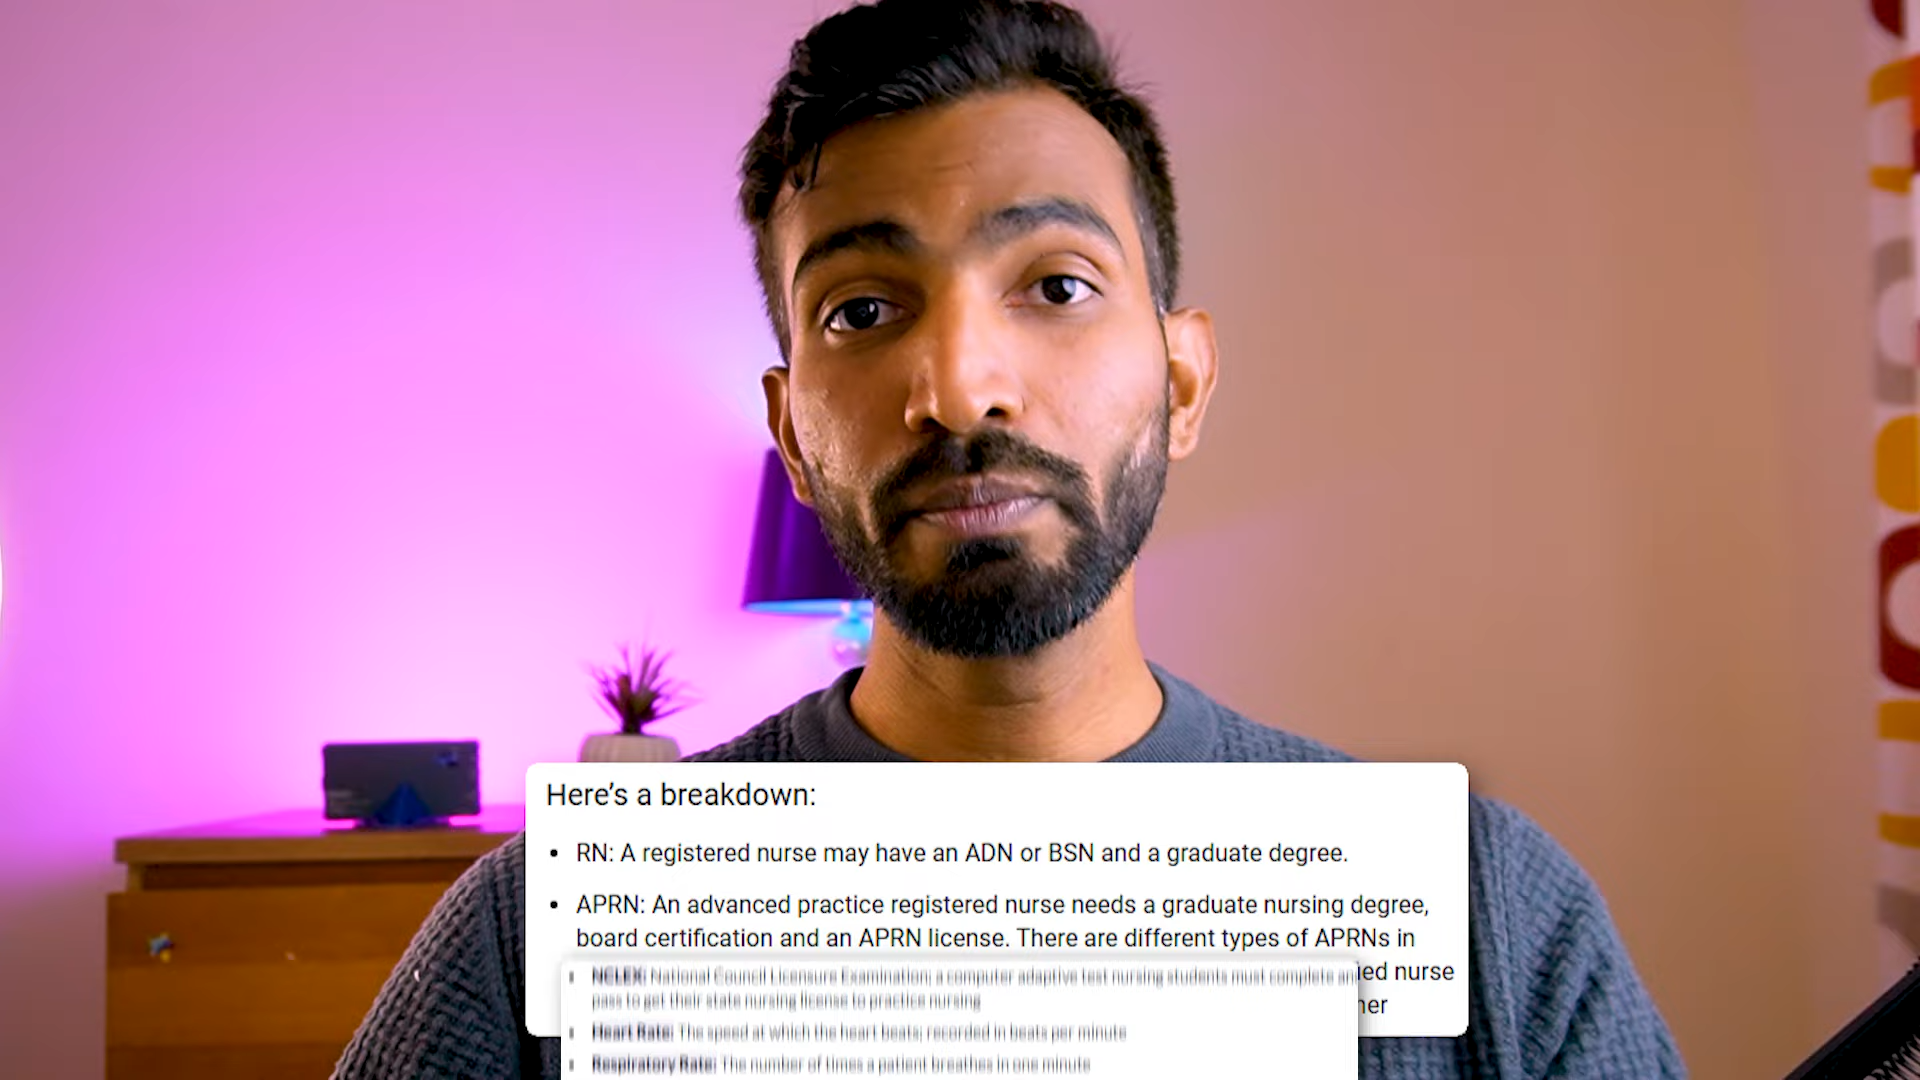 Here’s a breakdown:
• RN: A registered nurse may have an ADN or BSN and a graduate degree.
• APRN: An advanced practice registered nurse needs a graduate nursing degree,
board certification and an APRN license. There are different types of APRNs in
ied nurse
her
NCLEX: National Council Licensure Examination; a computer adaptive test nursing students must complete and
pass to get their state nursing license to practice nursing
Heart Rate: The speed at which the heart beats; recorded in beats per minute
Respiratory Rate: The number of times a patient breathes in one minute